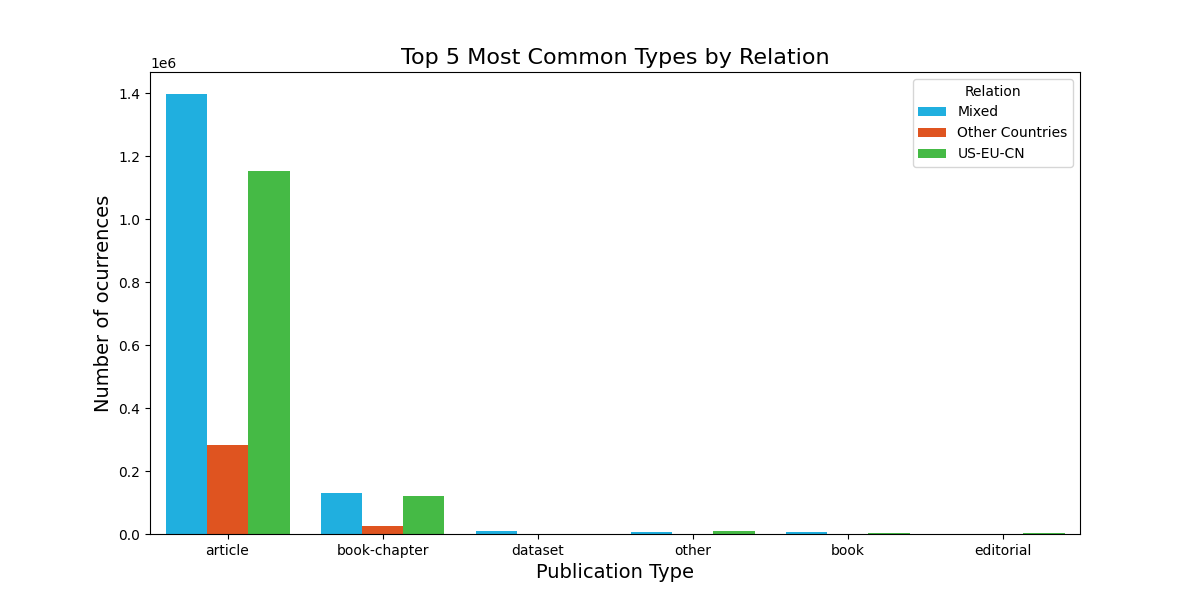 Top 5 Most Common Types by Relation
1e6
1.4
1.2
1.0
0.8
0.6
0.4
0.2
0.0
Number of ocurrences
Relation
Mixed
Other Countries
US-EU-CN
article
book-chapter
dataset
other
book
editorial
Publication Type